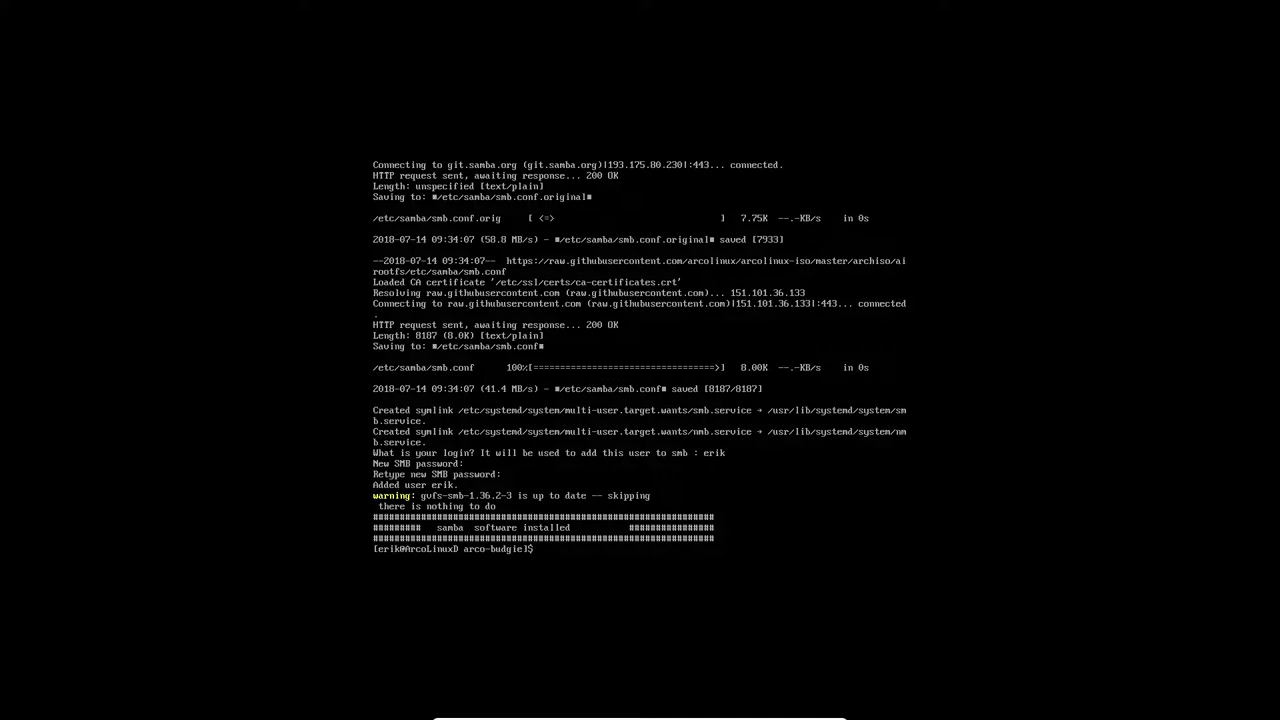 Connecting to git.samba.org (git.samba.org)|193.175.80.230|:443... connected.
HTTP request sent, awaiting response... 200 OK
Length: unspecified [text/plain]
Saving to: ■/etc/samba/smb.conf.original■
/etc/samba/smb.conf.orig     [ <=>                                ]   7.75K  --.-KB/s    in 0s
2018-07-14 09:34:07 (58.8 MB/s) - ■/etc/samba/smb.conf.original■ saved [7933]
--2018-07-14 09:34:07--  https://raw.githubusercontent.com/arcolinux/arcolinux-iso/master/archiso/ai
rootfs/etc/samba/smb.conf
Loaded CA certificate '/etc/ssl/certs/ca-certificates.crt'
Resolving raw.githubusercontent.com (raw.githubusercontent.com)... 151.101.36.133
Connecting to raw.githubusercontent.com (raw.githubusercontent.com)|151.101.36.133|:443... connected
.
HTTP request sent, awaiting response... 200 OK
Length: 8187 (8.0K) [text/plain]
Saving to: ■/etc/samba/smb.conf■
/etc/samba/smb.conf      100%[==================================>]   8.00K  --.-KB/s    in 0s
2018-07-14 09:34:07 (41.4 MB/s) - ■/etc/samba/smb.conf■ saved [8187/8187]
Created symlink /etc/systemd/system/multi-user.target.wants/smb.service → /usr/lib/systemd/system/sm
b.service.
Created symlink /etc/systemd/system/multi-user.target.wants/nmb.service → /usr/lib/systemd/system/nm
b.service.
What is your login? It will be used to add this user to smb : erik
New SMB password:
Retype new SMB password:
Added user erik.
warning: gvfs-smb-1.36.2-3 is up to date -- skipping
 there is nothing to do
################################################################
#########   samba  software installed           ################
################################################################
[erik@ArcoLinuxD arco-budgie]$